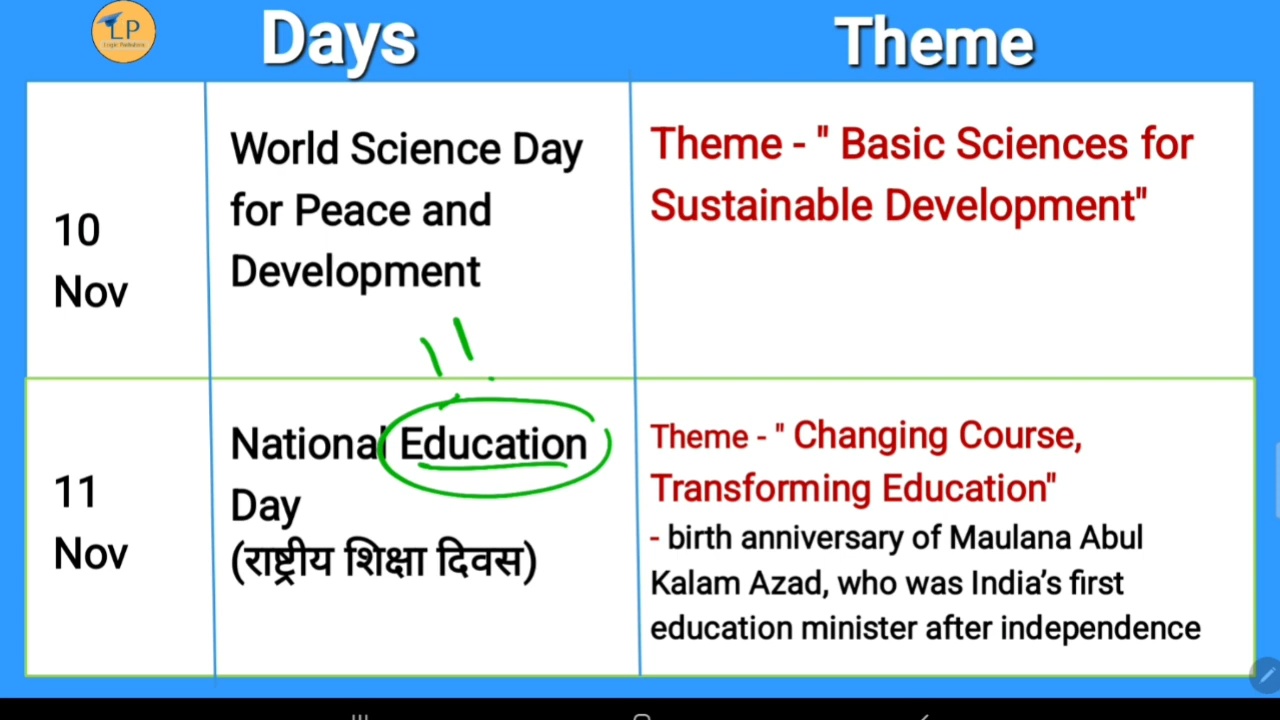 LP
Days
Theme
10
Nov
World Science Day
for Peace and
Development
Theme - " Basic Sciences for
Sustainable Development"
11
Nov
National Education
Day
(राष्ट्रीय शिक्षा दिवस)
Theme - " Changing Course,
Transforming Education"
- birth anniversary of Maulana Abul
Kalam Azad, who was India’s first
education minister after independence